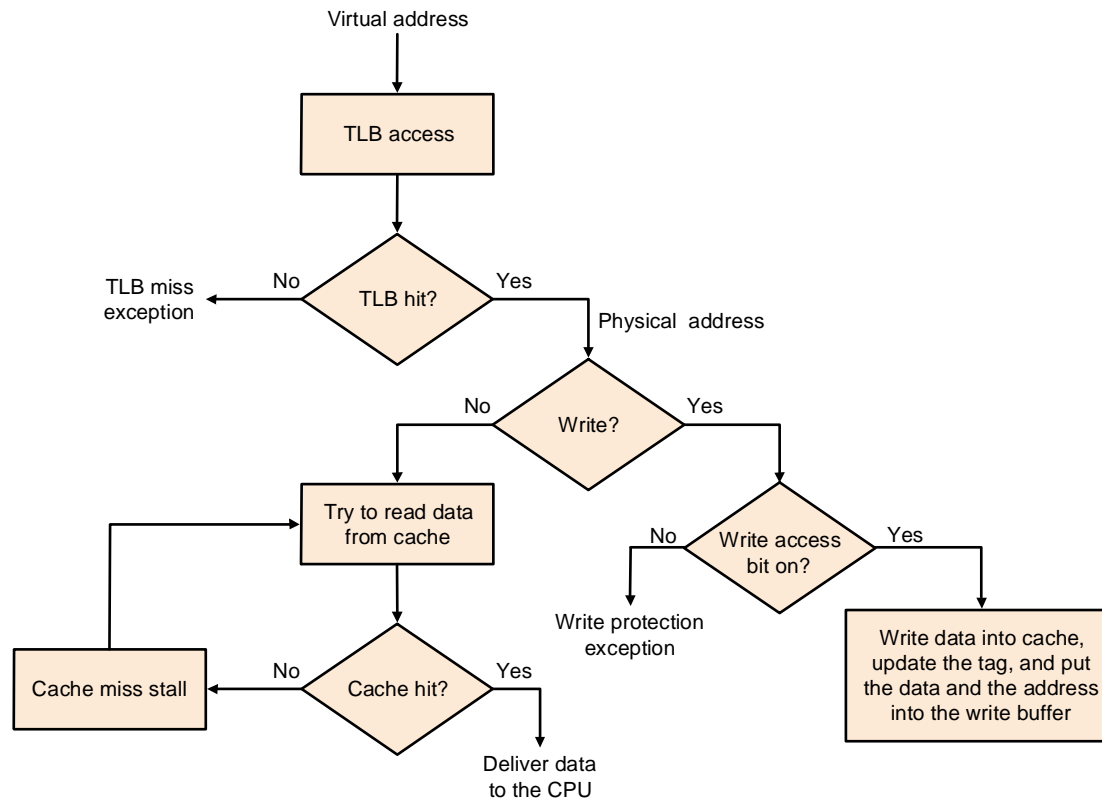 Virtual address
TLB access
No
Yes
TLB hit?
TLB miss
exception
Physical address
No
Yes
Write?
Try to read data
from cache
No
Write access
bit on?
Yes
Write protection
exception
Write data into cache,
update the tag, and put
the data and the address
into the write buffer
No
Yes
Cache miss stall
Cache hit?
Deliver data
to the CPU